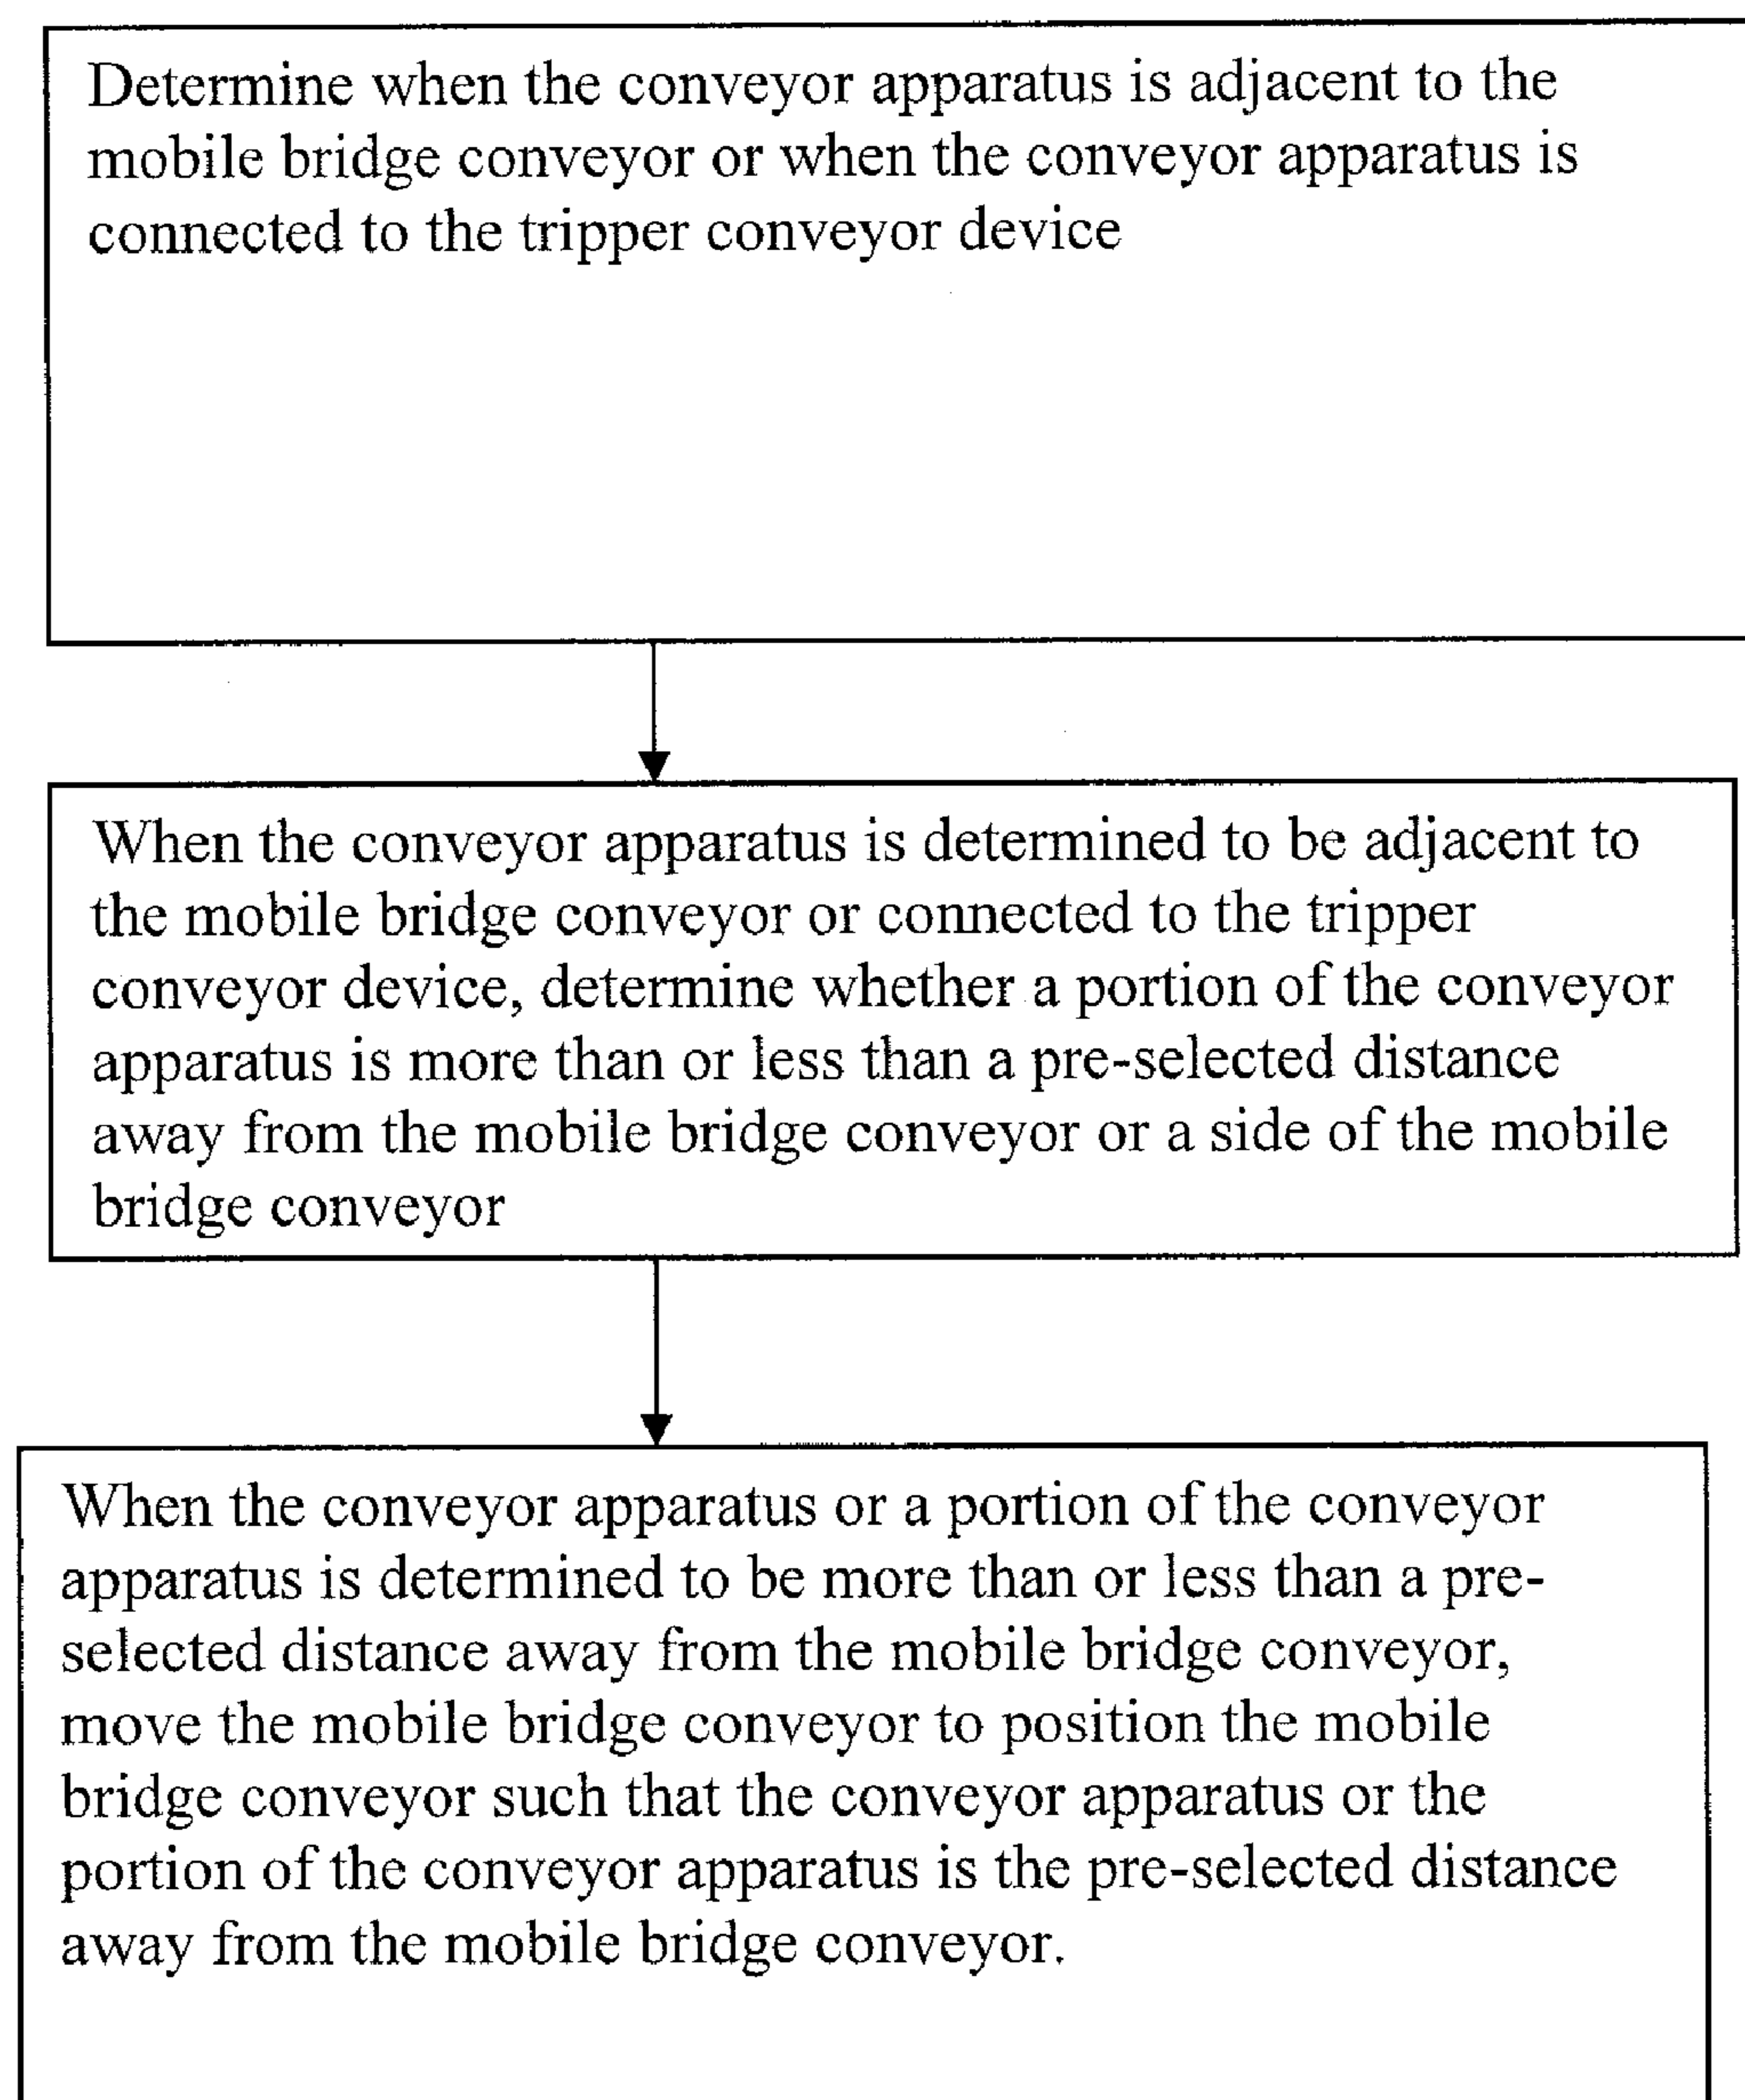 Determine when the conveyor apparatus is adjacent to the
mobile bridge conveyor or when the conveyor apparatus is
connected to the tripper conveyor device
When the conveyor apparatus is determined to be adjacent to
the mobile bridge conveyor or connected to the tripper
conveyor device, determine whether a portion of the conveyor
apparatus is more than or less than a pre-selected distance
away from the mobile bridge conveyor or a side of the mobile
bridge conveyor
When the conveyor apparatus or a portion of the conveyor
apparatus is determined to be more than or less than a pre-
selected distance away from the mobile bridge conveyor,
move the mobile bridge conveyor to position the mobile
bridge conveyor such that the conveyor apparatus or the
portion of the conveyor apparatus is the pre-selected distance
away from the mobile bridge conveyor.